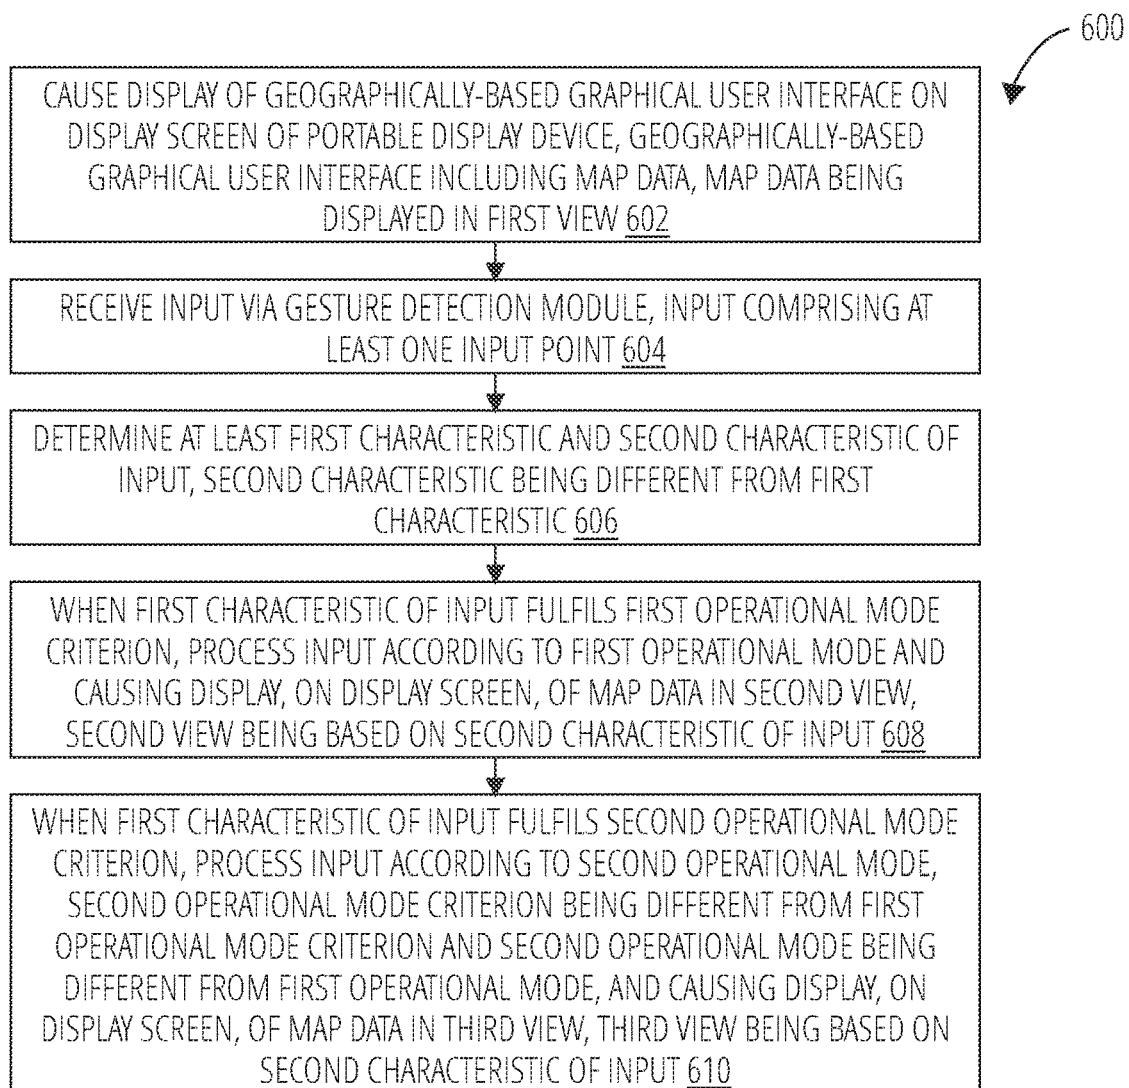 600
CAUSE DISPLAY OF GEOGRAPHICALLY-BASED GRAPHICAL USER INTERFACE ON
DISPLAY SCREEN OF PORTABLE DISPLAY DEVICE, GEOGRAPHICALLY-BASED
GRAPHICAL USER INTERFACE INCLUDING MAP DATA, MAP DATA BEING
DISPLAYED IN FIRST VIEW 602
RECEIVE INPUT VIA GESTURE DETECTION MODULE, INPUT COMPRISING AT
LEAST ONE INPUT POINT 604
DETERMINE AT LEAST FIRST CHARACTERISTIC AND SECOND CHARACTERISTIC OF
INPUT, SECOND CHARACTERISTIC BEING DIFFERENT FROM FIRST
CHARACTERISTIC 606
WHEN FIRST CHARACTERISTIC OF INPUT FULFILS FIRST OPERATIONAL MODE
CRITERION, PROCESS INPUT ACCORDING TO FIRST OPERATIONAL MODE AND
CAUSING DISPLAY, ON DISPLAY SCREEN, OF MAP DATA IN SECOND VIEW,
SECOND VIEW BEING BASED ON SECOND CHARACTERISTIC OF INPUT 608
WHEN FIRST CHARACTERISTIC OF INPUT FULFILS SECOND OPERATIONAL MODE
CRITERION, PROCESS INPUT ACCORDING TO SECOND OPERATIONAL MODE,
SECOND OPERATIONAL MODE CRITERION BEING DIFFERENT FROM FIRST
OPERATIONAL MODE CRITERION AND SECOND OPERATIONAL MODE BEING
DIFFERENT FROM FIRST OPERATIONAL MODE, AND CAUSING DISPLAY, ON
DISPLAY SCREEN, OF MAP DATA IN THIRD VIEW, THIRD VIEW BEING BASED ON
SECOND CHARACTERISTIC OF INPUT 610